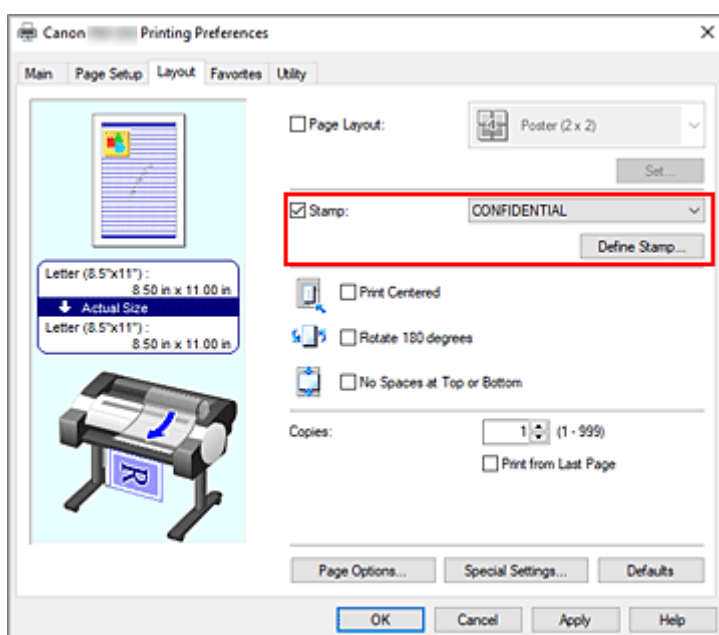 Canon Printing Preferences
Main Page Setup Layout Favorites Utility
Page Layout: Poster (2 x 2)
Set...
Stamp: CONFIDENTIAL
Define Stamp...
Letter (8.5"x11") :
8.50 in x 11.00 in
Actual Size
Letter (8.5"x11") :
8.50 in x 11.00 in
Print Centered
Rotate 180 degrees
No Spaces at Top or Bottom
Copies: 1 (1 - 999)
Print from Last Page
R
Page Options... Special Settings... Defaults
OK Cancel Apply Help